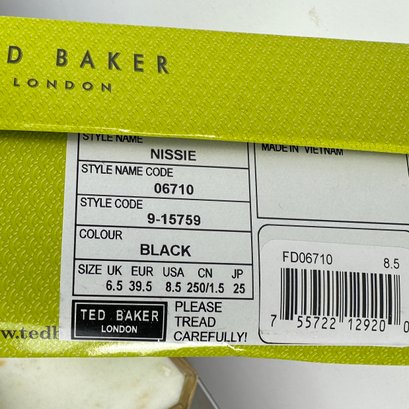 D BAKER
LONDON
STYLE NAME
NISSIE
MADE IN VIETNAM
STYLE NAME CODE
06710
STYLE CODE
9-15759
COLOUR
BLACK
SIZE UK EUR USA CN JP
6.5 39.5 8.5 250/1.5 25
FD06710 8.5
7 55722 12920 0
TED BAKER
LONDON
PLEASE
TREAD
CAREFULLY!
w.tedb